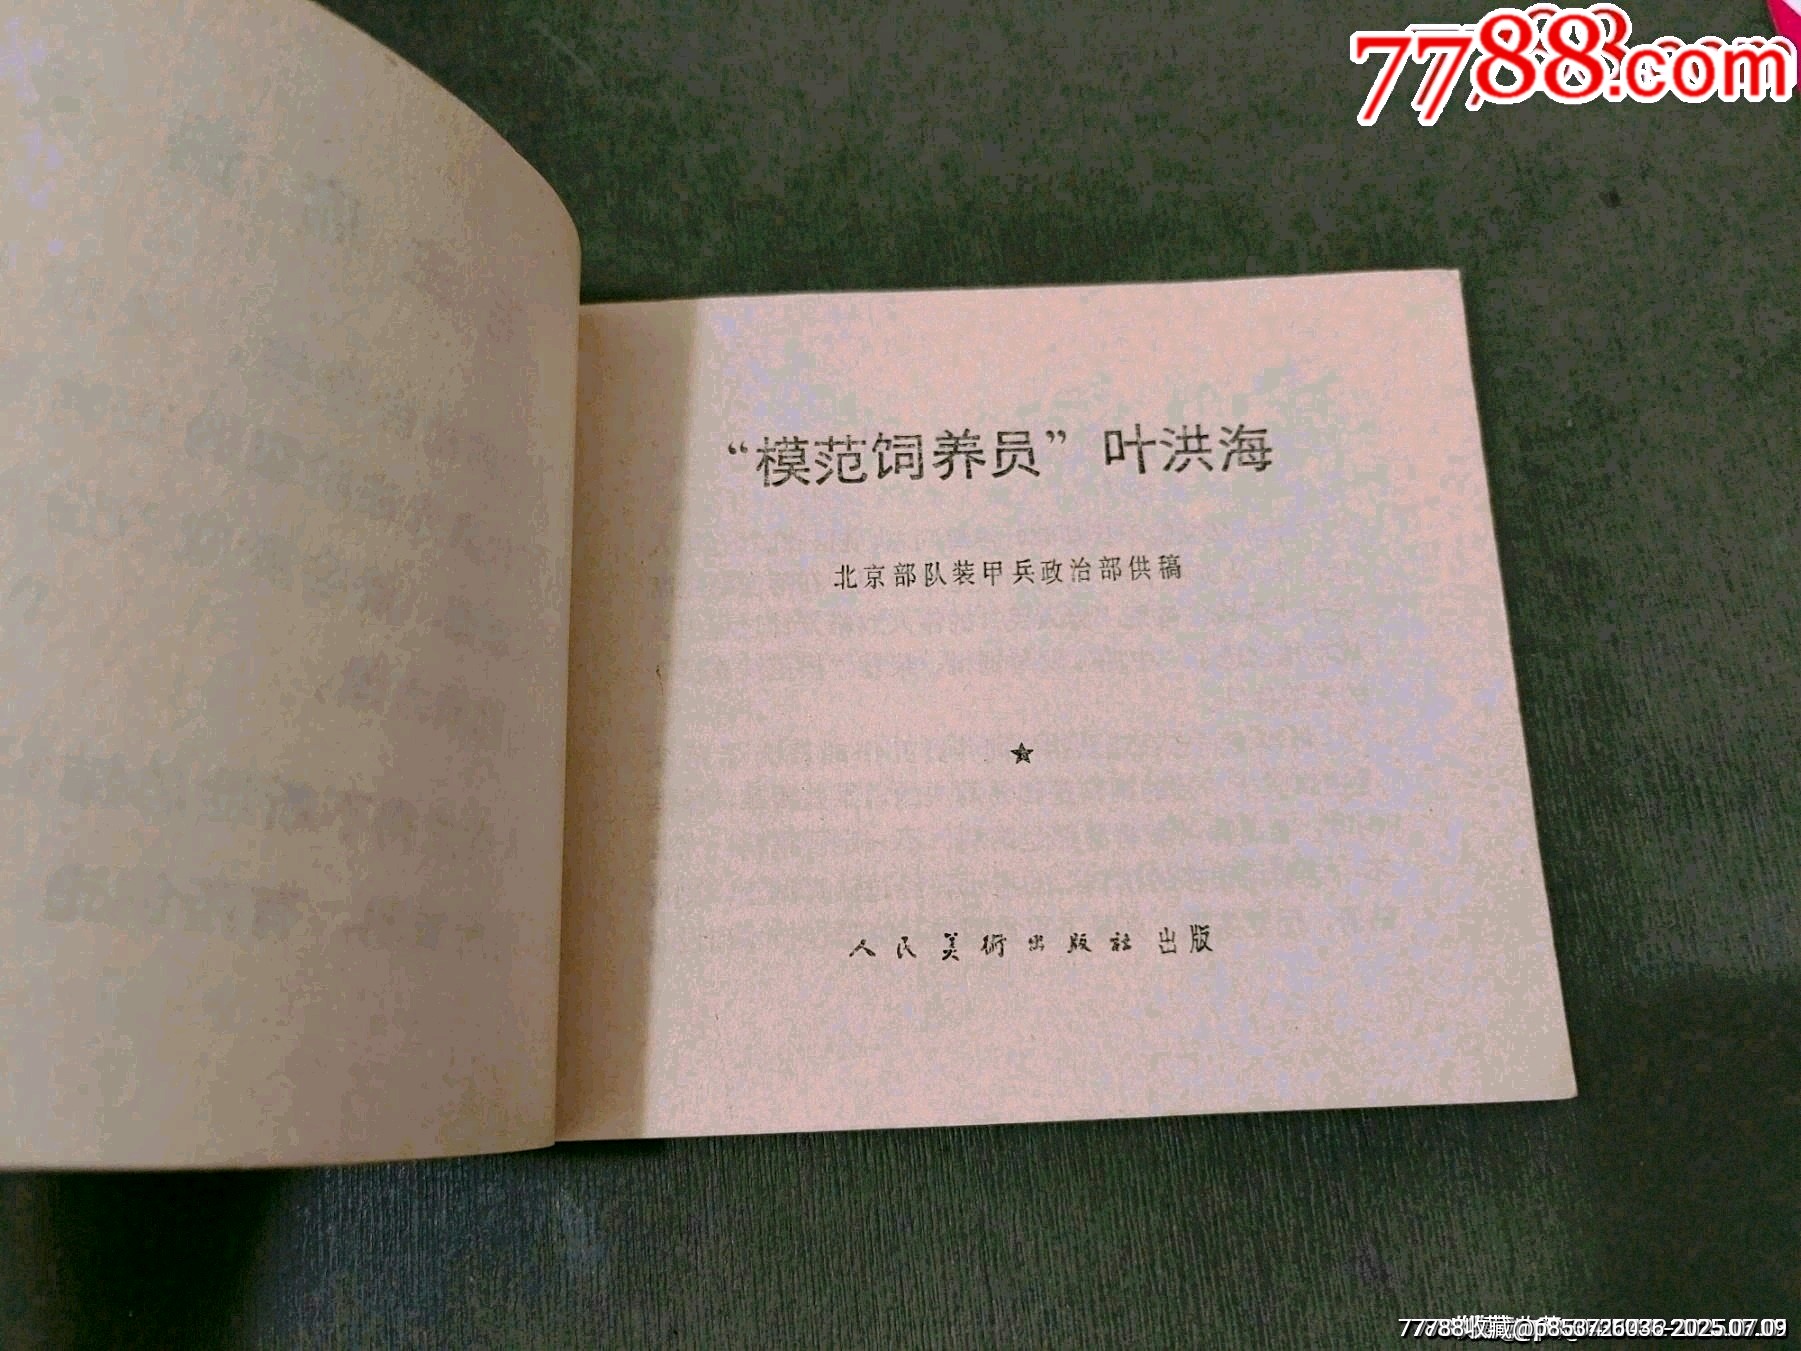 7788.com
“模范饲养员”叶洪海
北京部队装甲兵政治部供稿
人民美術出版社 出版